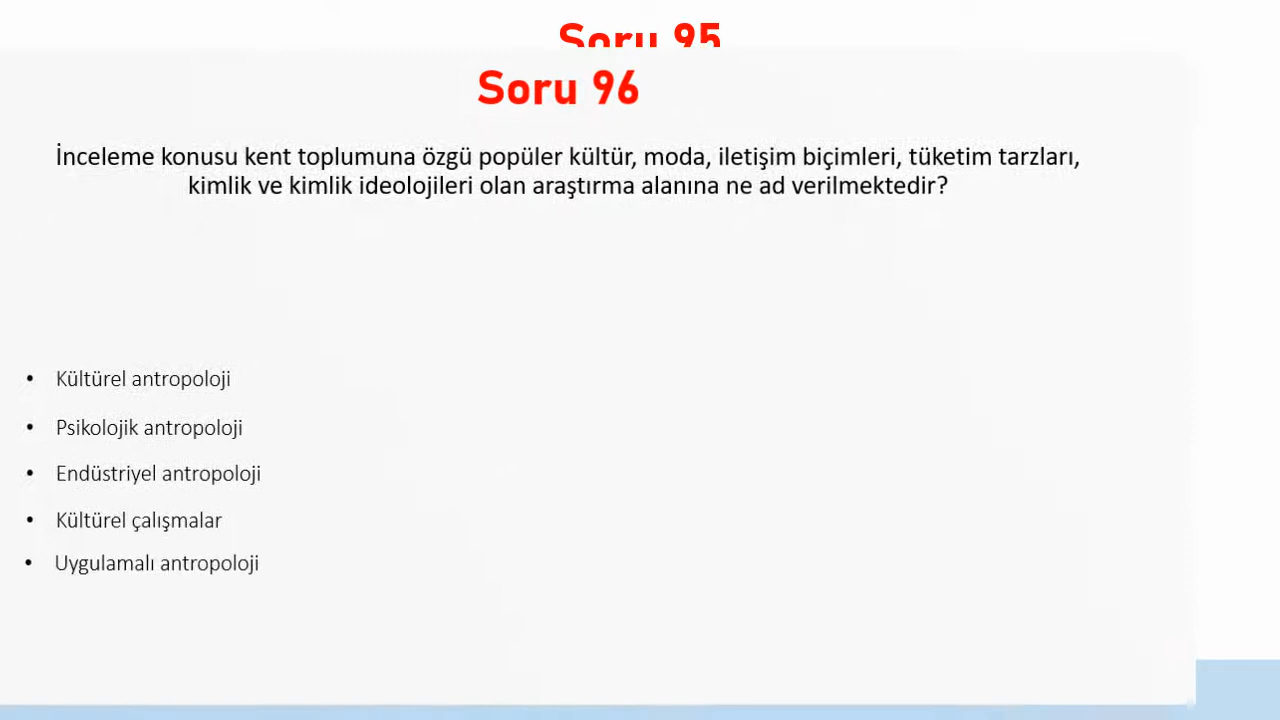 Soru 95
Soru 96
İnceleme konusu kent toplumuna özgü popüler kültür, moda, iletişim biçimleri, tüketim tarzları,
kimlik ve kimlik ideolojileri olan araştırma alanına ne ad verilmektedir?
• Kültürel antropoloji
• Psikolojik antropoloji
• Endüstriyel antropoloji
• Kültürel çalışmalar
• Uygulamalı antropoloji